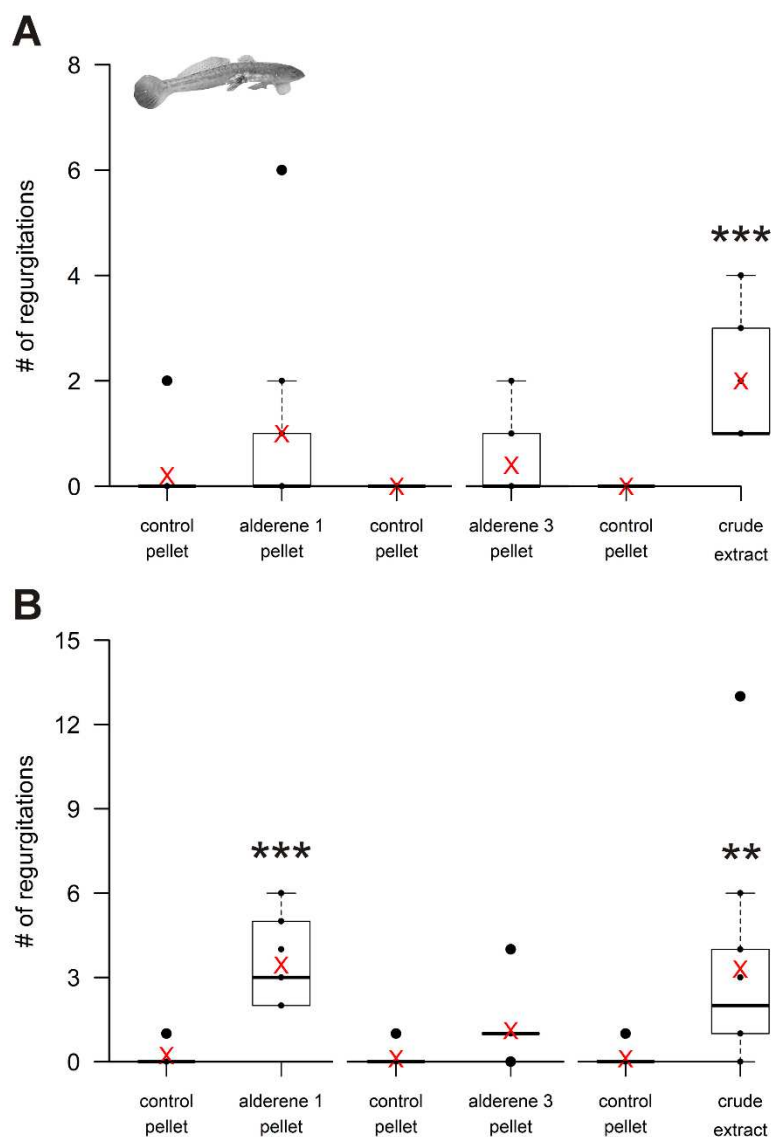 A
8
6
4
2
0
# of regurgitations
***
control
pellet
alderene 1
pellet
control
pellet
alderene 3
pellet
control
pellet
crude
extract
B
15
12
9
6
3
0
# of regurgitations
***
**
control
pellet
alderene 1
pellet
control
pellet
alderene 3
pellet
control
pellet
crude
extract